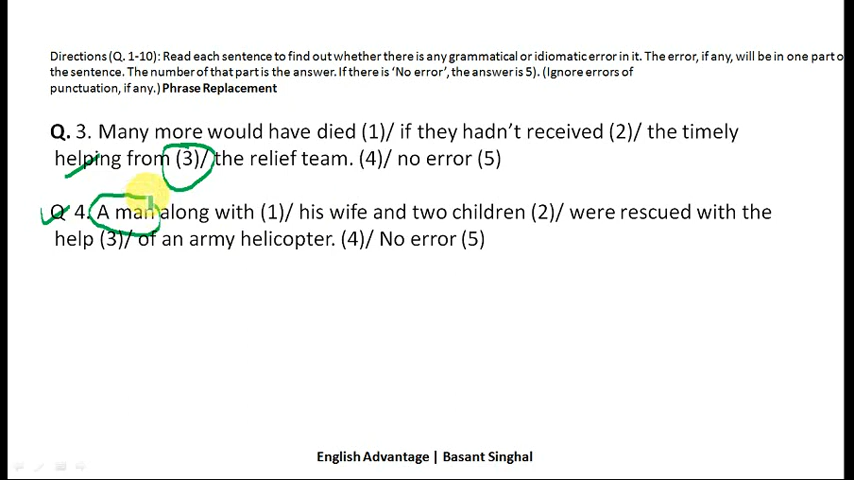 Directions (Q. 1-10): Read each sentence to find out whether there is any grammatical or idiomatic error in it. The error, if any, will be in one part o
the sentence. The number of that part is the answer. If there is 'No error', the answer is 5). (Ignore errors of
punctuation, if any.) Phrase Replacement
Q. 3. Many more would have died (1)/ if they hadn't received (2)/ the timely
helping from (3)/ the relief team. (4)/ no error (5)
Q 4. A man along with (1)/ his wife and two children (2)/ were rescued with the
help (3)/ of an army helicopter. (4)/ No error (5)
English Advantage | Basant Singhal